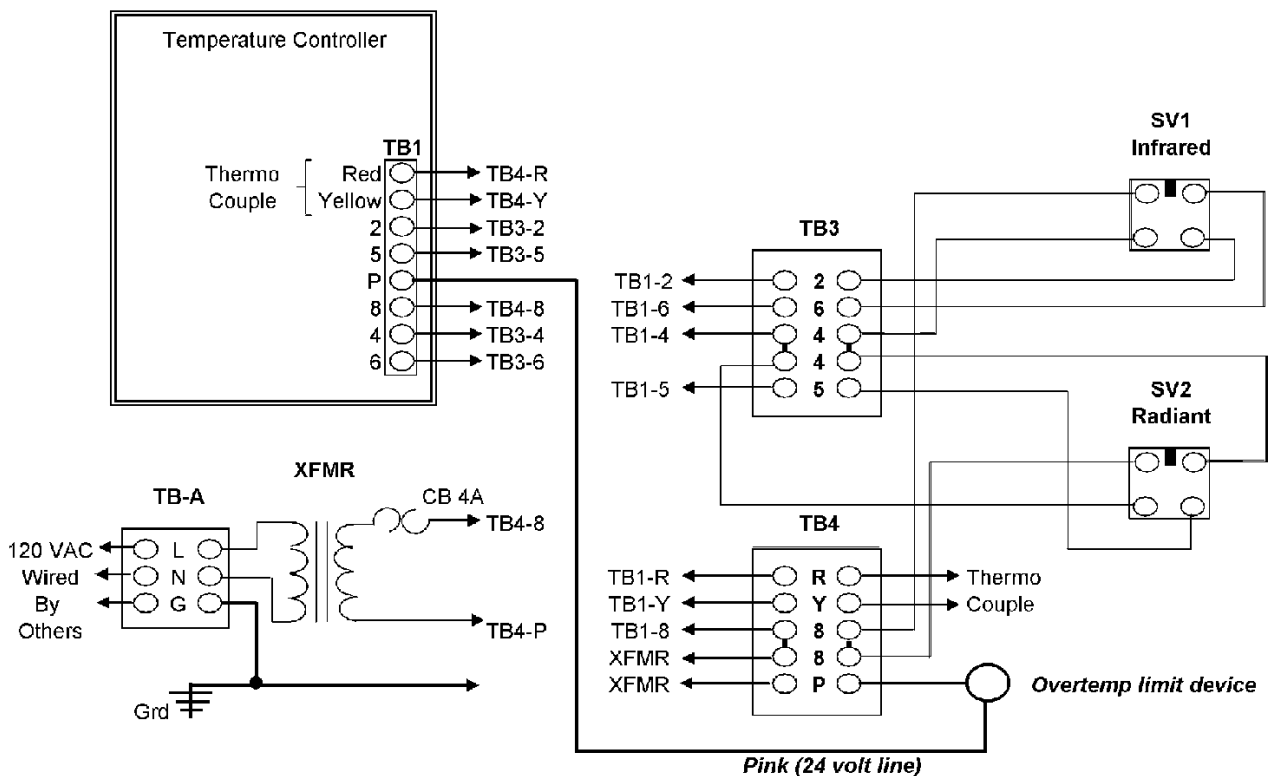 Temperature Controller
TB1
Thermo
Couple
Red
Yellow
2
5
P
8
4
6
TB4-R
TB4-Y
TB3-2
TB3-5
TB4-8
TB3-4
TB3-6
SV1
Infrared
TB3
TB1-2
TB1-6
TB1-4
TB1-5
2
6
4
4
5
SV2
Radiant
XFMR
TB-A
CB 4A
TB4-8
TB4-P
120 VAC
Wired
By
Others
L
N
G
Grd
TB4
TB1-R
TB1-Y
TB1-8
XFMR
XFMR
R
Y
8
8
P
Thermo
Couple
Overtemp limit device
Pink (24 volt line)